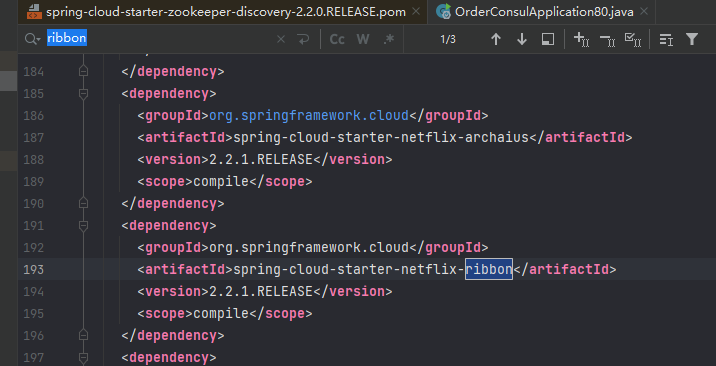 spring-cloud-starter-zookeeper-discovery-2.2.0.RELEASE.pom × OrderConsulApplication80.java ×
ribbon × Cc W .* 1/3
184 </dependency>
185 <dependency>
186 <groupId>org.springframework.cloud</groupId>
187 <artifactId>spring-cloud-starter-netflix-archaius</artifactId>
188 <version>2.2.1.RELEASE</version>
189 <scope>compile</scope>
190 </dependency>
191 <dependency>
192 <groupId>org.springframework.cloud</groupId>
193 <artifactId>spring-cloud-starter-netflix-ribbon</artifactId>
194 <version>2.2.1.RELEASE</version>
195 <scope>compile</scope>
196 </dependency>
197 <dependency>